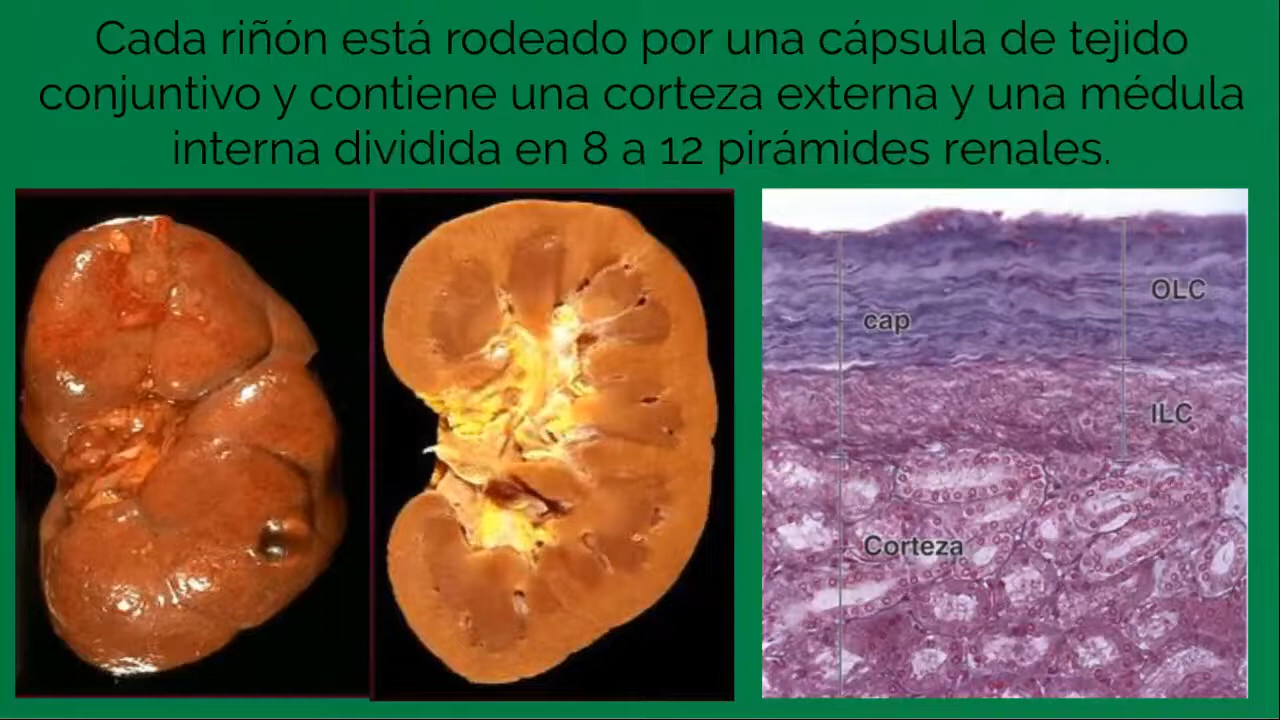 Cada riñón está rodeado por una cápsula de tejido
conjuntivo y contiene una corteza externa y una médula
interna dividida en 8 a 12 pirámides renales.
OLC
cap
ILC
Corteza